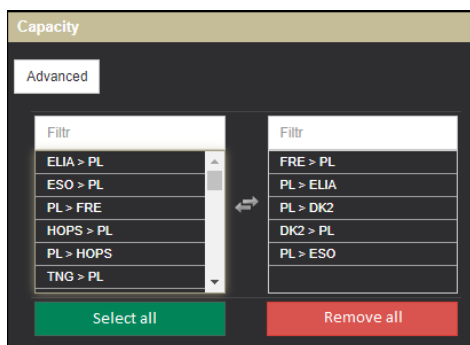 Capacity
Advanced
Filtr
ELIA > PL
ESO > PL
PL > FRE
HOPS > PL
PL > HOPS
TNG > PL
Select all
Filtr
FRE > PL
PL > ELIA
PL > DK2
DK2 > PL
PL > ESO
Remove all